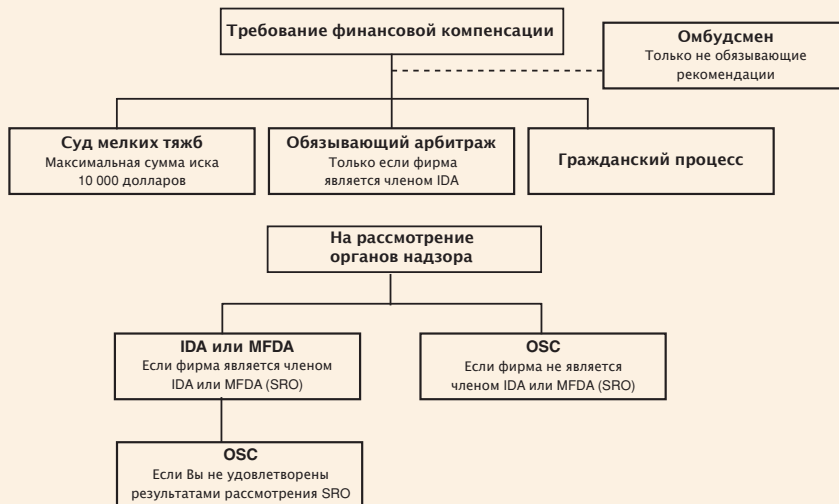 Требование финансовой компенсации
Омбудсмен
Только не обязывающие
рекомендации
Суд мелких тяжб
Максимальная сумма иска
10 000 долларов
Обязывающий арбитраж
Только если фирма
является членом IDA
Гражданский процесс
На рассмотрение
органов надзора
IDA или MFDA
Если фирма является членом
IDA или MFDA (SRO)
OSC
Если фирма не является
членом IDA или MFDA (SRO)
OSC
Если Вы не удовлетворены
результатами рассмотрения SRO